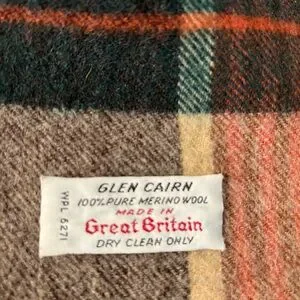 GLEN CAIRN
100% PURE MERINO WOOL
MADE IN
Great Britain
DRY CLEAN ONLY
WPL 6271